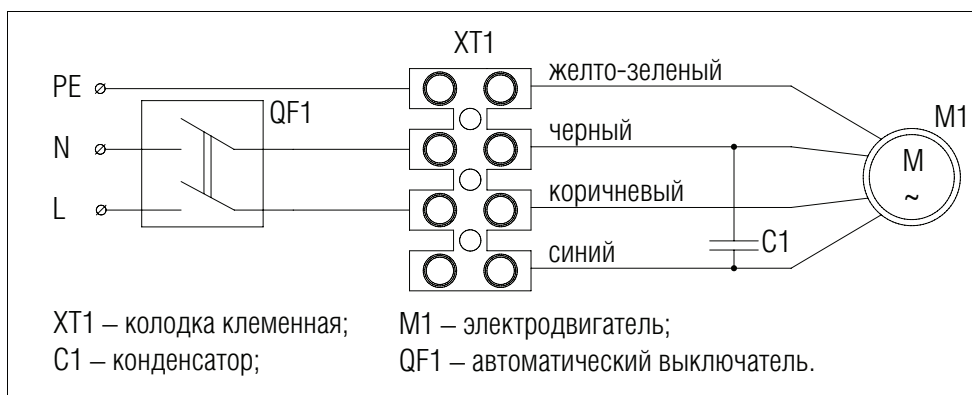 XT1
PE
желто-зеленый
QF1
M1
N
черный
M
~
L
коричневый
C1
синий
XT1 – колодка клеменная;
M1 – электродвигатель;
C1 – конденсатор;
QF1 – автоматический выключатель.